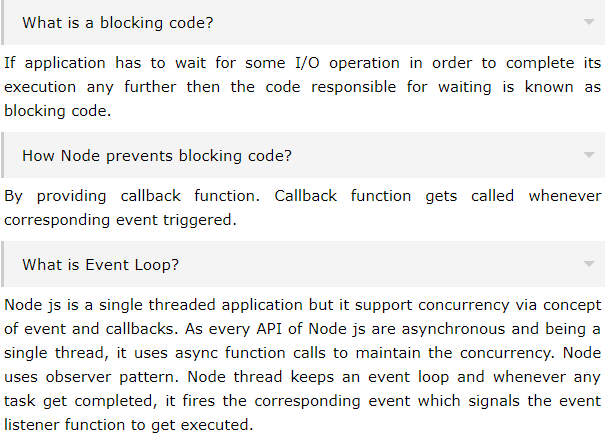 What is a blocking code?
If application has to wait for some I/O operation in order to complete its
execution any further then the code responsible for waiting is known as
blocking code.
How Node prevents blocking code?
By providing callback function. Callback function gets called whenever
corresponding event triggered.
What is Event Loop?
Node js is a single threaded application but it support concurrency via concept
of event and callbacks. As every API of Node js are asynchronous and being a
single thread, it uses async function calls to maintain the concurrency. Node
uses observer pattern. Node thread keeps an event loop and whenever any
task get completed, it fires the corresponding event which signals the event
listener function to get executed.